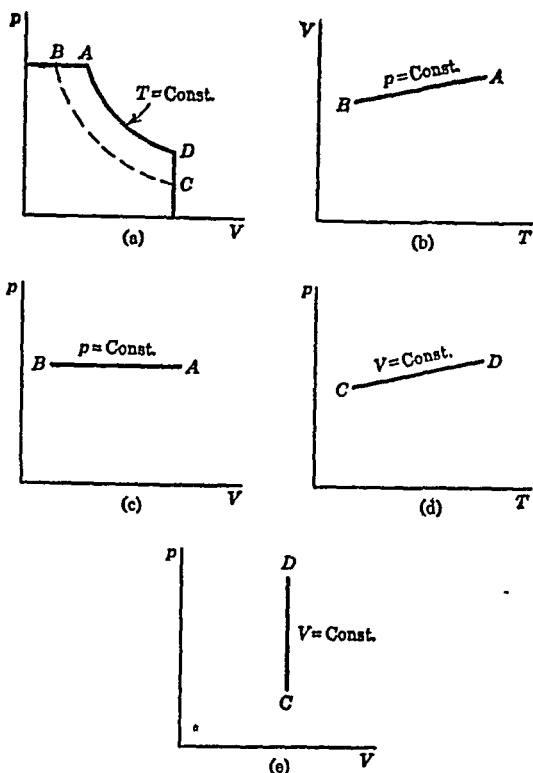 p
B A
T = Const.
D
C
V
(a)
V
p = Const.
A
B
T
(b)
p
p = Const.
B A
V
(c)
p
V = Const.
D
C
T
(d)
p
D
V = Const.
C
V
(e)